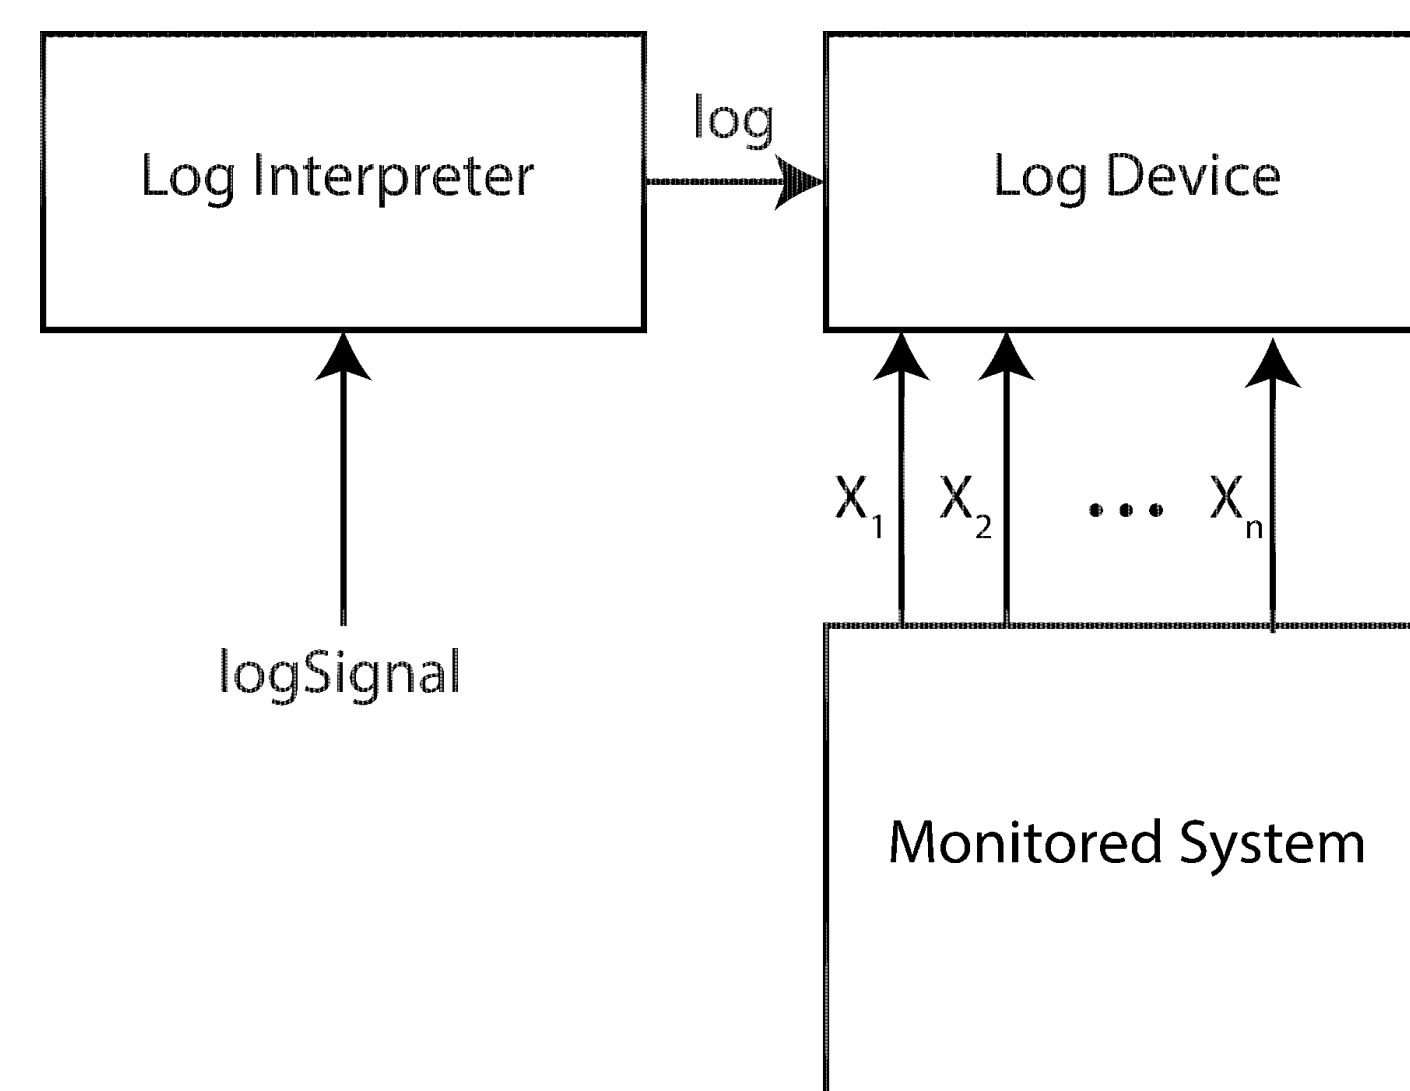 Log Interpreter
log
Log Device
X1
X2
...
Xn
logSignal
Monitored System